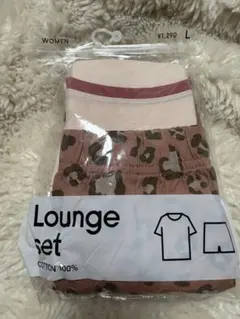 WOMEN
¥1,290 L
Lounge
set
COTTON 100%